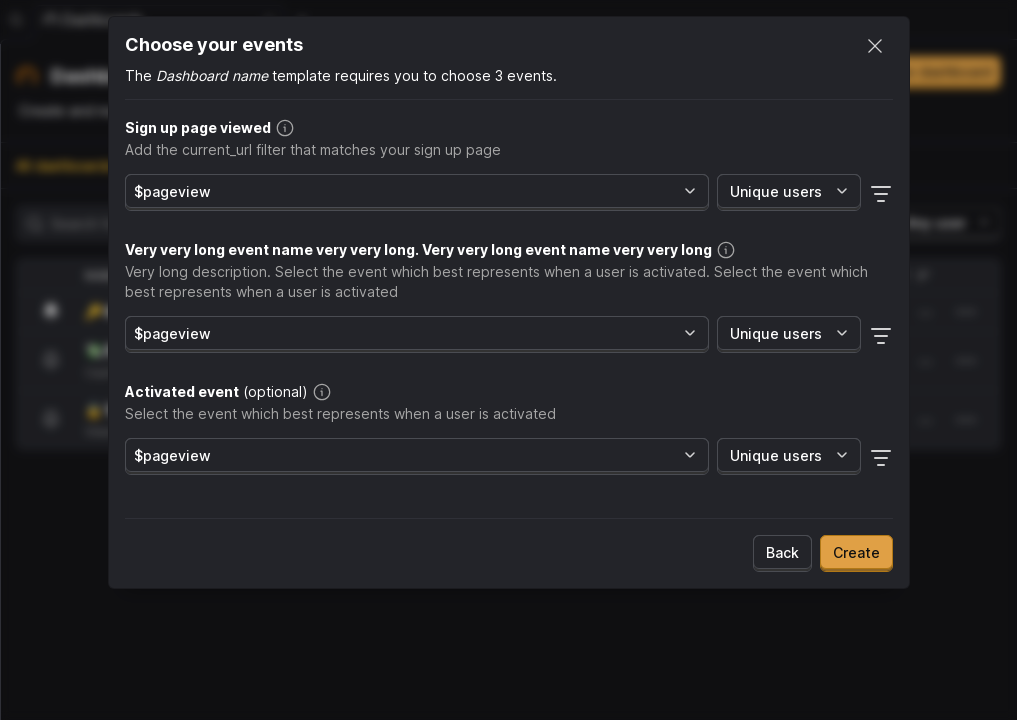 Choose your events
The Dashboard name template requires you to choose 3 events.
Sign up page viewed
Add the current_url filter that matches your sign up page
$pageview
Unique users
Very very long event name very very long. Very very long event name very very long
Very long description. Select the event which best represents when a user is activated. Select the event which
best represents when a user is activated
$pageview
Unique users
Activated event (optional)
Select the event which best represents when a user is activated
$pageview
Unique users
Back
Create